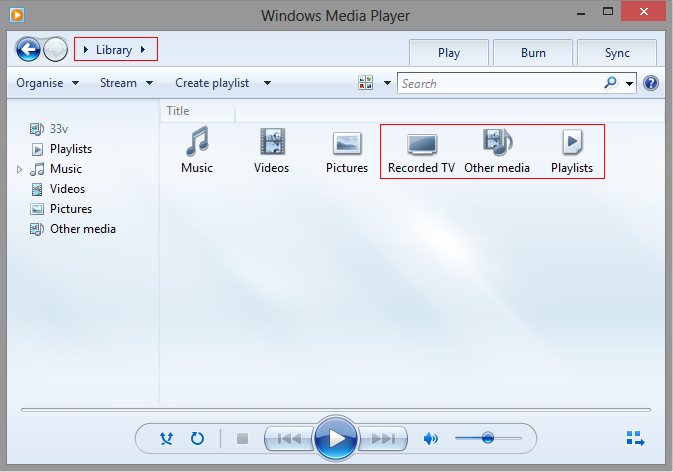 Windows Media Player
Library
Play Burn Sync
Organise Stream Create playlist Search
Title
33v
Playlists
Music
Videos
Pictures
Other media
Music Videos Pictures Recorded TV Other media Playlists